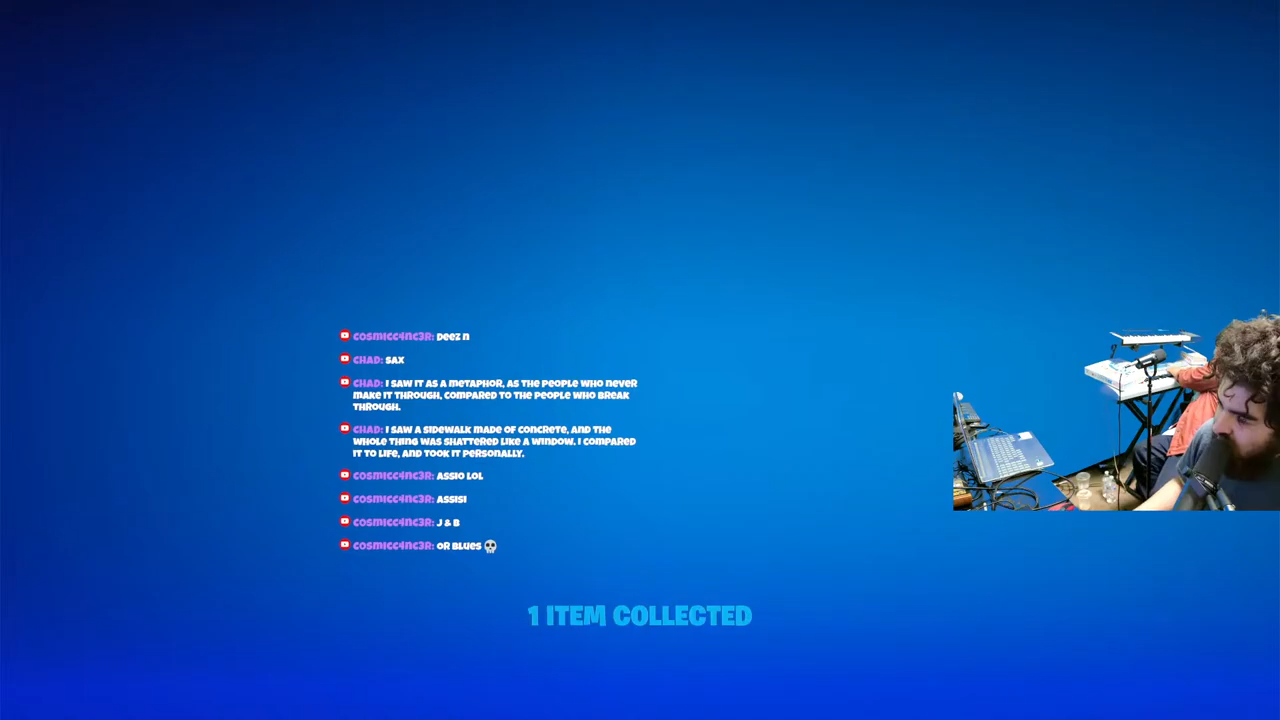 CosmicC4nc3r: Deez n
Chad: Sax
Chad: I saw it as a metaphor, as the people who never
make it through, compared to the people who break
through.
Chad: I saw a sidewalk made of concrete, and the
whole thing was shattered like a window. I compared
it to life, and took it personally.
CosmicC4nc3r: Assio lol
CosmicC4nc3r: Assisi
CosmicC4nc3r: J & B
CosmicC4nc3r: Or blues 💀
1 ITEM COLLECTED